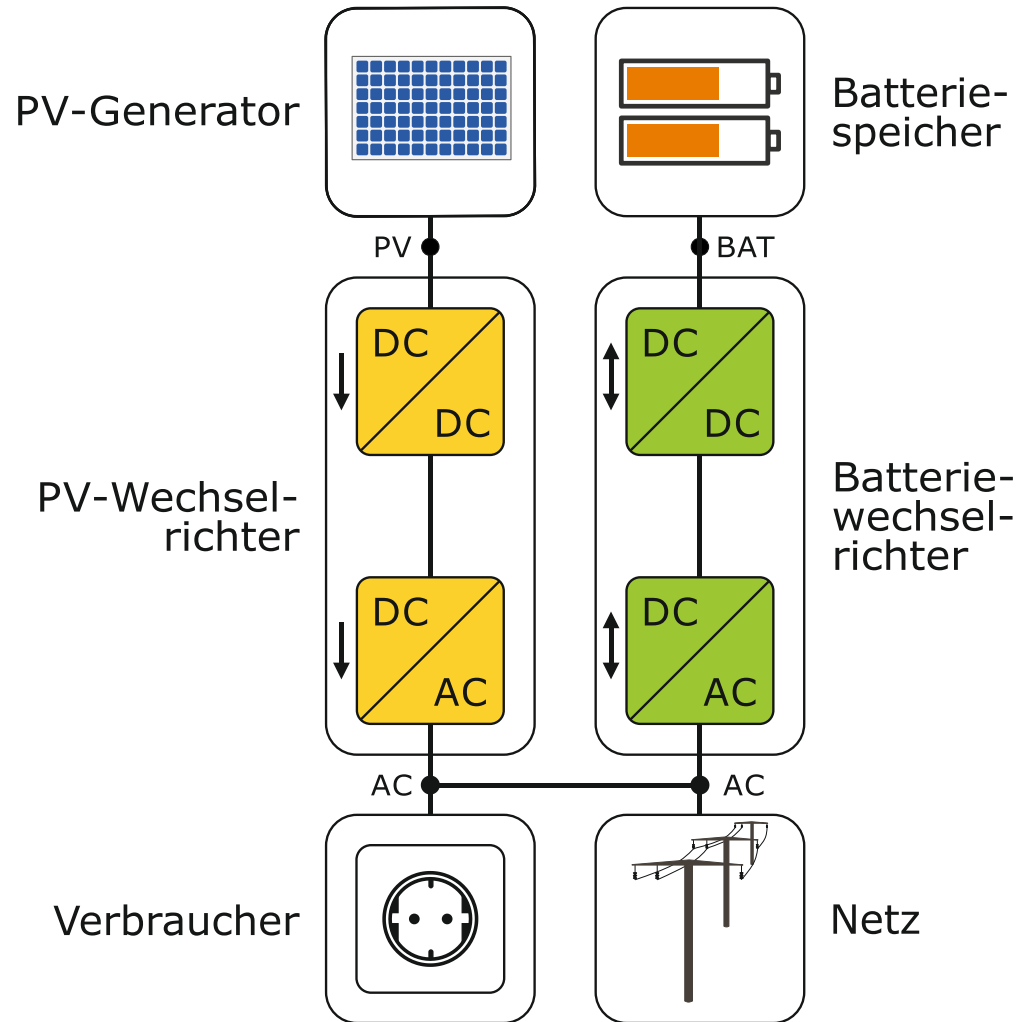 PV-Generator
Batterie-
speicher
PV
BAT
DC
DC
DC
DC
PV-Wechsel-
richter
Batterie-
wechsel-
richter
DC
AC
DC
AC
AC
AC
Verbraucher
Netz